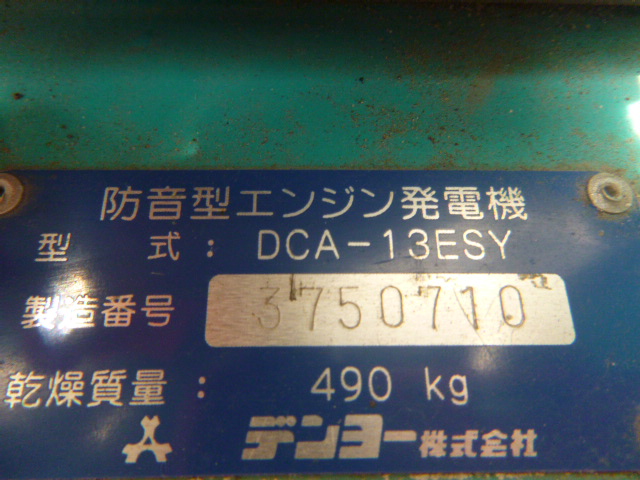 防音型エンジン発電機
型 式 : DCA-13ESY
製造番号 3750710
乾燥質量 : 490 kg
デンヨー株式会社